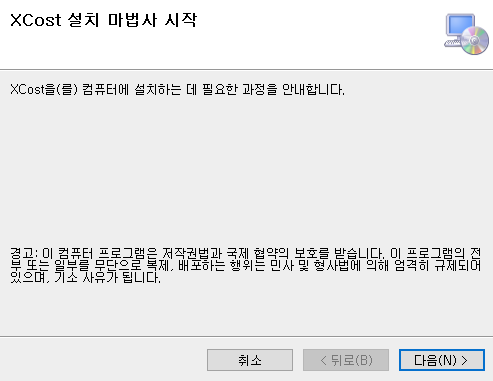 XCost 설치 마법사 시작
XCost을(를) 컴퓨터에 설치하는 데 필요한 과정을 안내합니다.
경고: 이 컴퓨터 프로그램은 저작권법과 국제 협약의 보호를 받습니다. 이 프로그램의 전
부 또는 일부를 무단으로 복제, 배포하는 행위는 민사 및 형사법에 의해 엄격히 규제되어
있으며, 기소 사유가 됩니다.
취소 < 뒤로(B) 다음(N) >